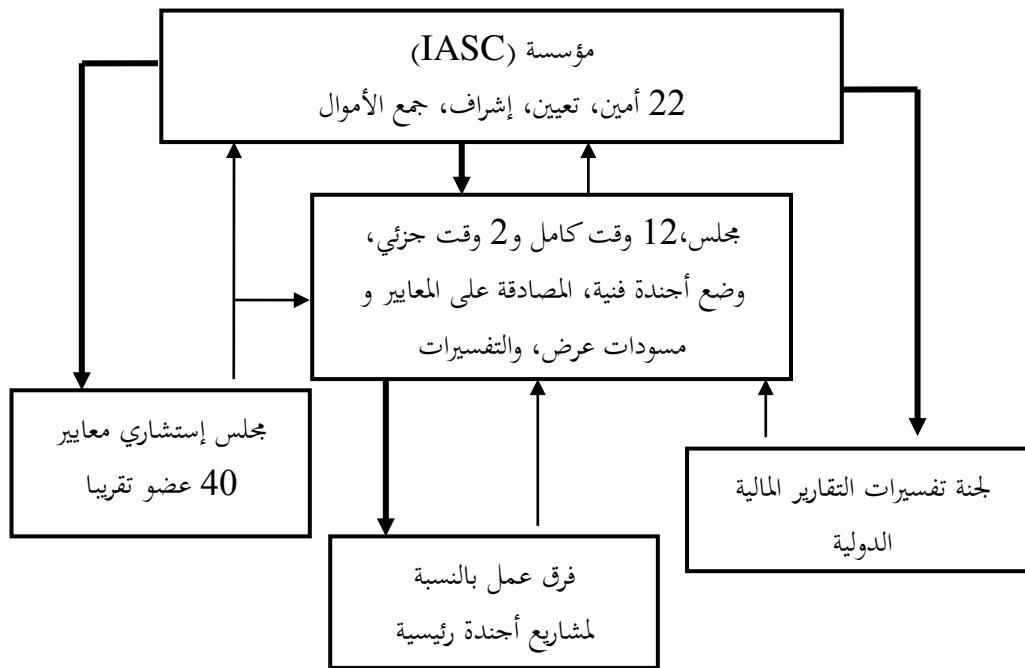 مؤسسة (IASC)
22 أمين، تعيين، إشراف، جمع الأموال
مجلس،12 وقت كامل و2 وقت جزئي،
وضع أجندة فنية، المصادقة على المعايير و
مسودات عرض، والتفسيرات
مجلس إستشاري معايير
40 عضو تقريبا
لجنة تفسيرات التقارير المالية
الدولية
فرق عمل بالنسبة
لمشاريع أجندة رئيسية